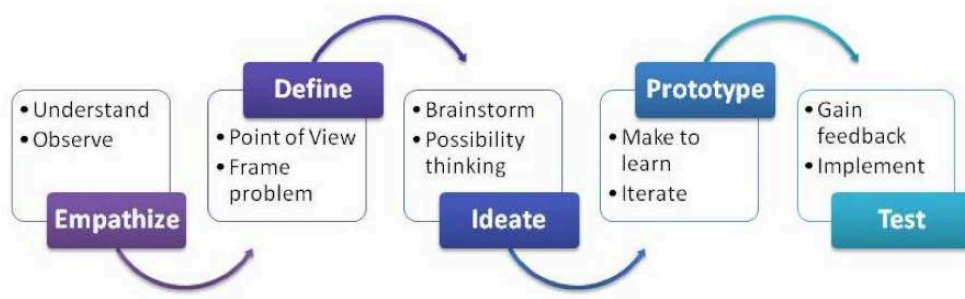 • Understand
• Observe
Empathize
Define
• Point of View
• Frame
problem
• Brainstorm
• Possibility
thinking
Ideate
Prototype
• Make to
learn
• Iterate
• Gain
feedback
• Implement
Test